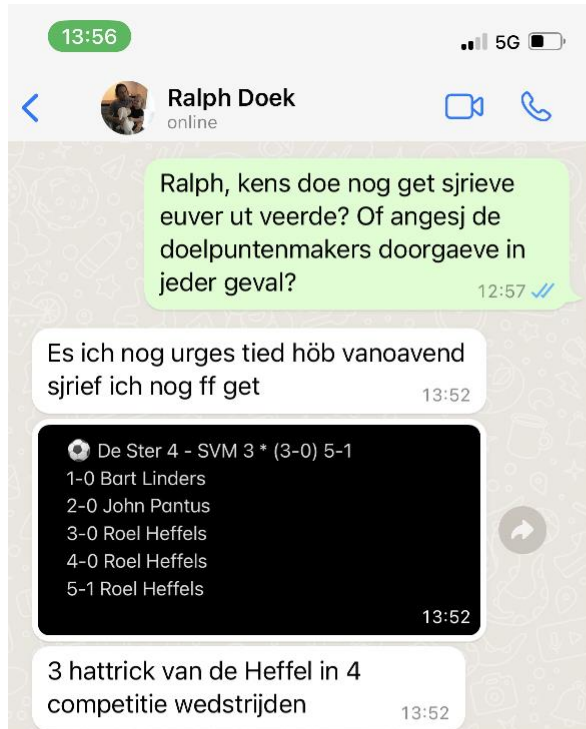 13:56
5G
Ralph Doek
online
Ralph, kens doe nog get sjrieve
euver ut veerde? Of angesj de
doelpuntenmakers doorgaeve in
jeder geval?
12:57
Es ich nog urges tied höb vanoavend
sjrief ich nog ff get
13:52
De Ster 4 - SVM 3 * (3-0) 5-1
1-0 Bart Linders
2-0 John Pantus
3-0 Roel Heffels
4-0 Roel Heffels
5-1 Roel Heffels
13:52
3 hattrick van de Heffel in 4
competitie wedstrijden
13:52